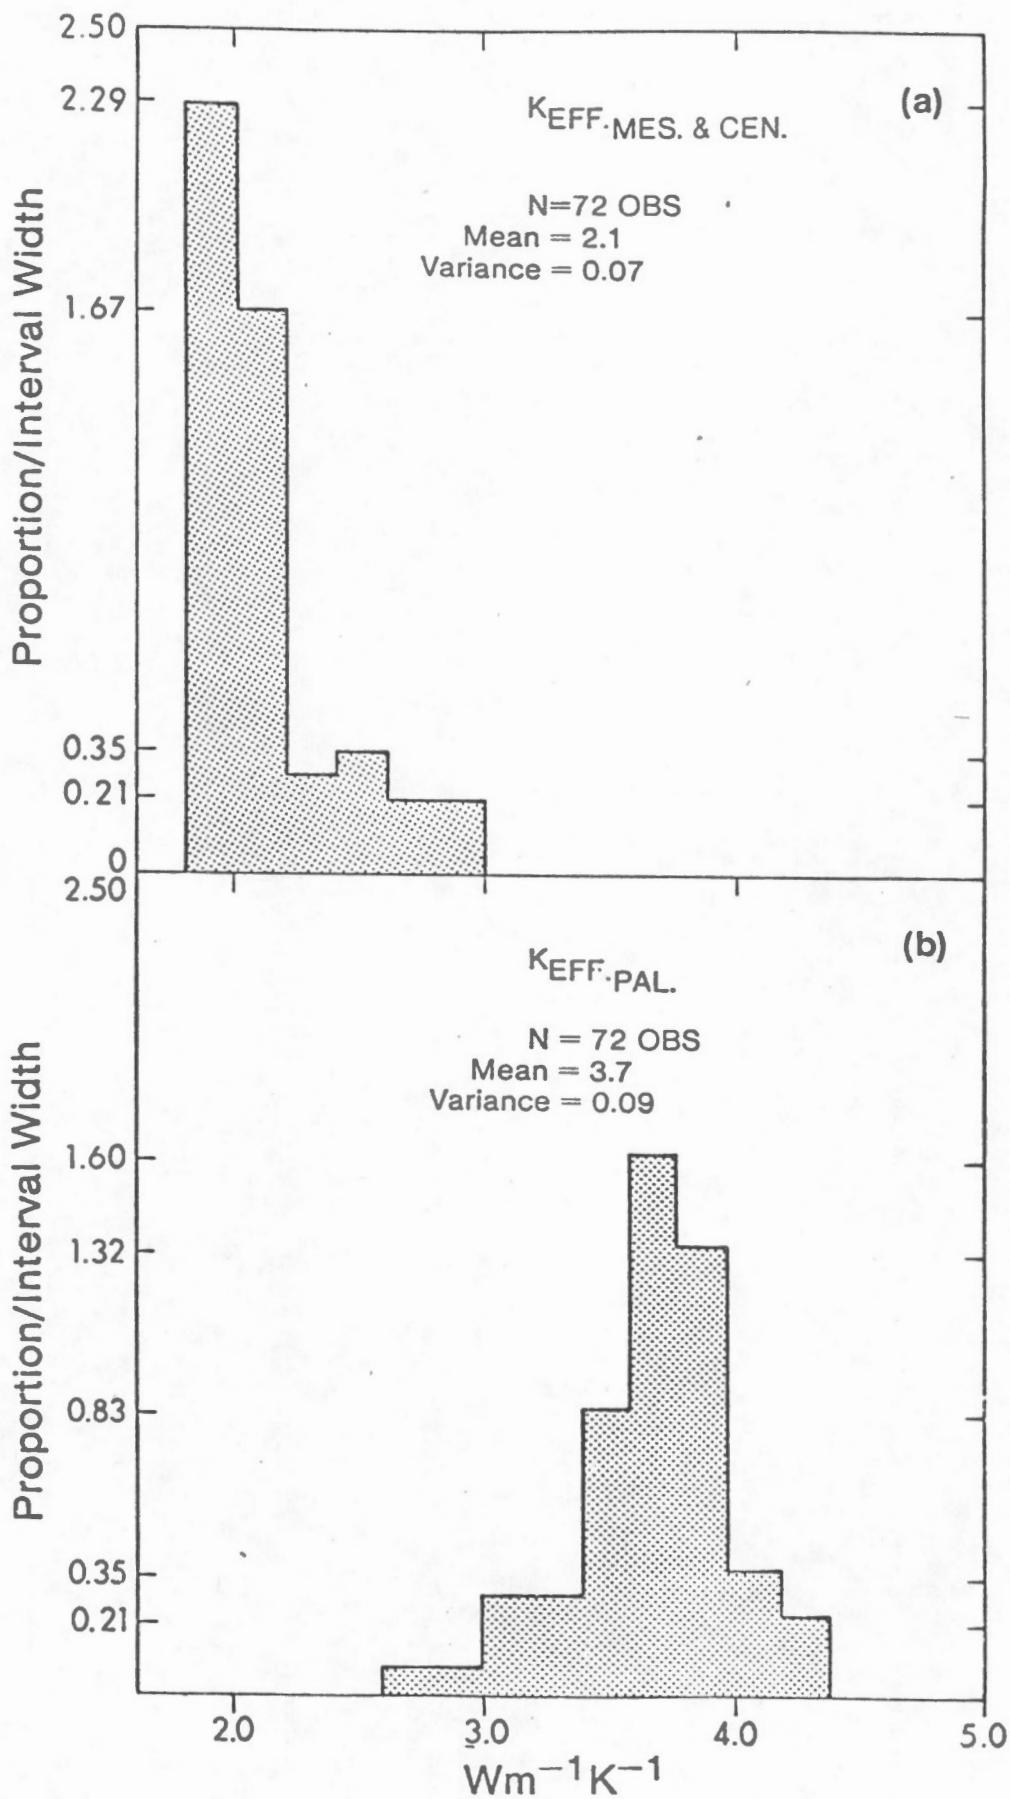 2.50
2.29
1.67
0.35
0.21
0
Proportion/Interval Width
(a)
KEFF.MES. & CEN.
N=72 OBS
Mean = 2.1
Variance = 0.07
2.50
1.60
1.32
0.83
0.35
0.21
Proportion/Interval Width
(b)
KEFF.PAL.
N = 72 OBS
Mean = 3.7
Variance = 0.09
2.0 3.0 4.0 5.0
Wm⁻¹K⁻¹